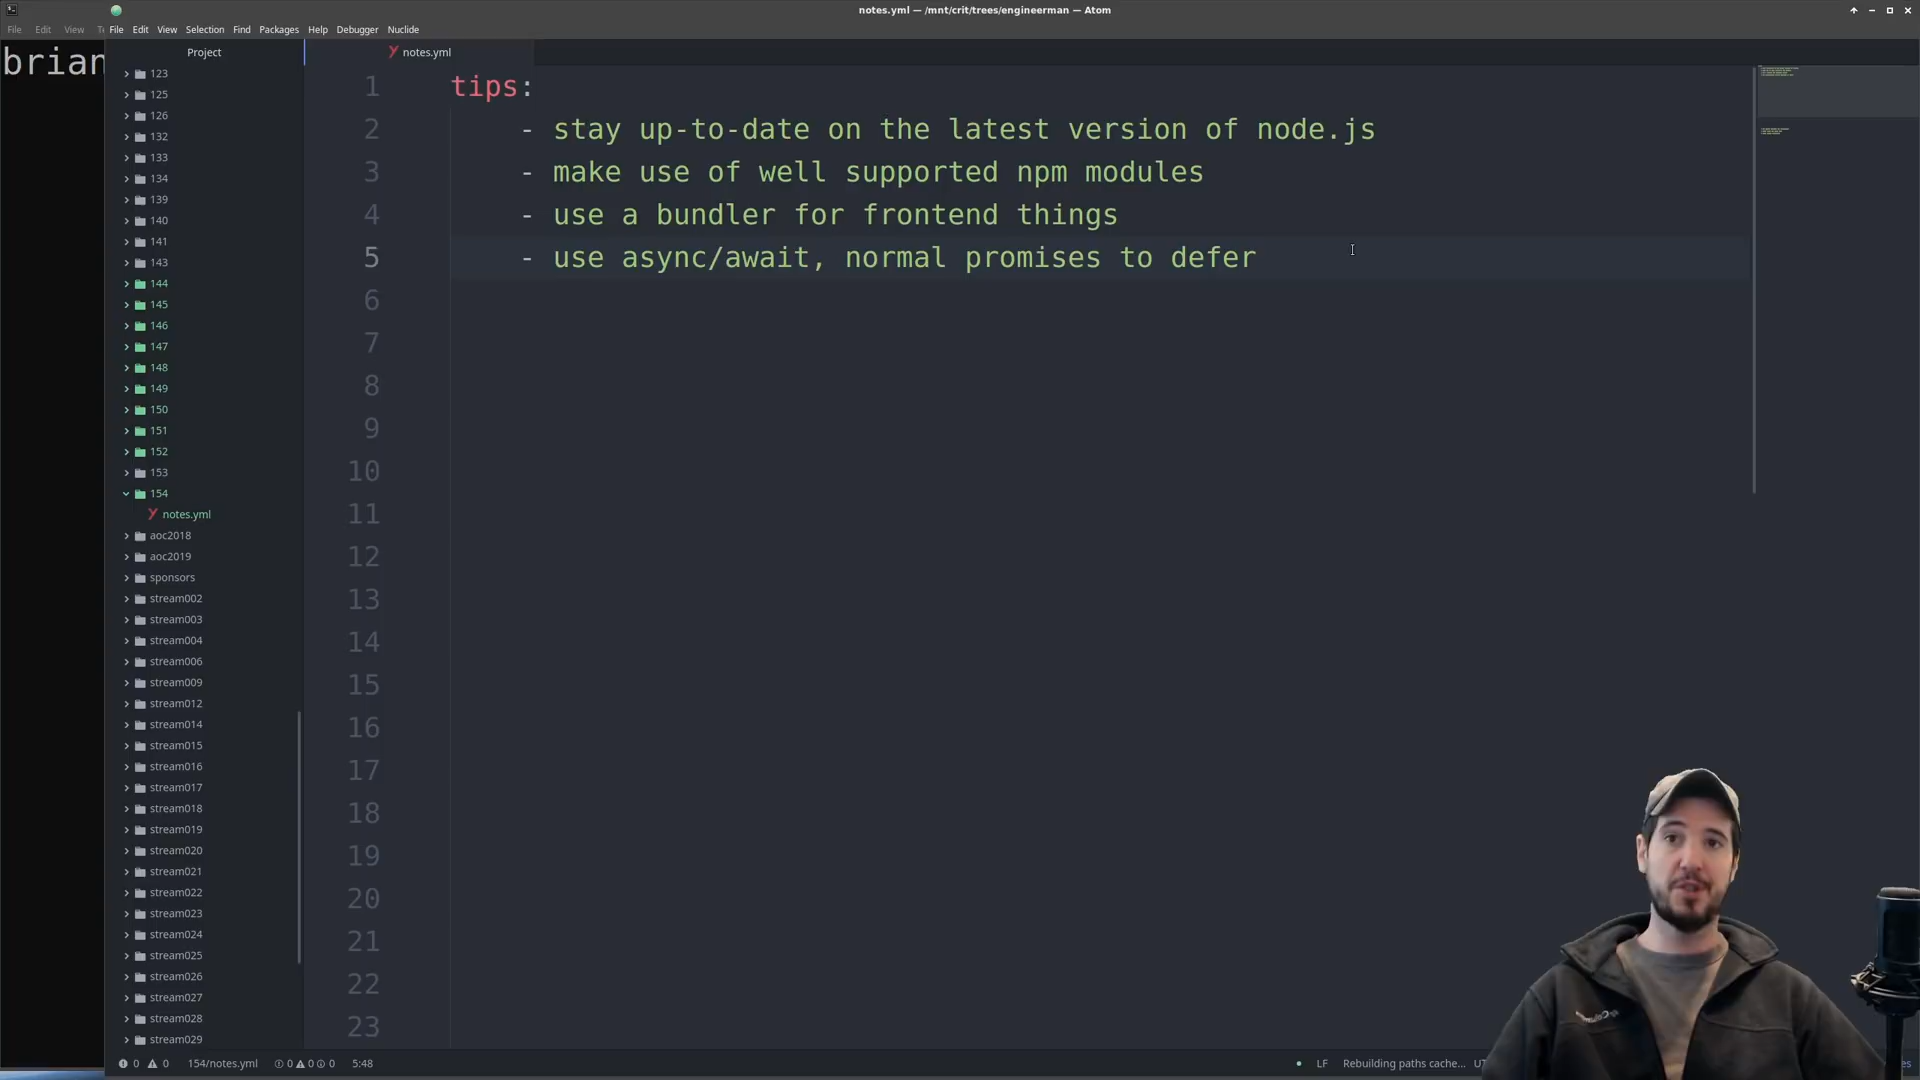 notes.yml — /mnt/crit/trees/engineerman — Atom
File Edit View
File Edit View Selection Find Packages Help Debugger Nuclide
brian
Project
notes.yml
123
125
126
132
133
134
139
140
141
143
144
145
146
147
148
149
150
151
152
153
154
notes.yml
aoc2018
aoc2019
sponsors
stream002
stream003
stream004
stream006
stream009
stream012
stream014
stream015
stream016
stream017
stream018
stream019
stream020
stream021
stream022
stream023
stream024
stream025
stream026
stream027
stream028
stream029
1 tips:
2 - stay up-to-date on the latest version of node.js
3 - make use of well supported npm modules
4 - use a bundler for frontend things
5 - use async/await, normal promises to defer
6
7
8
9
10
11
12
13
14
15
16
17
18
19
20
21
22
23
0 0 154/notes.yml 0 0 0 5:48 LF Rebuilding paths cache...